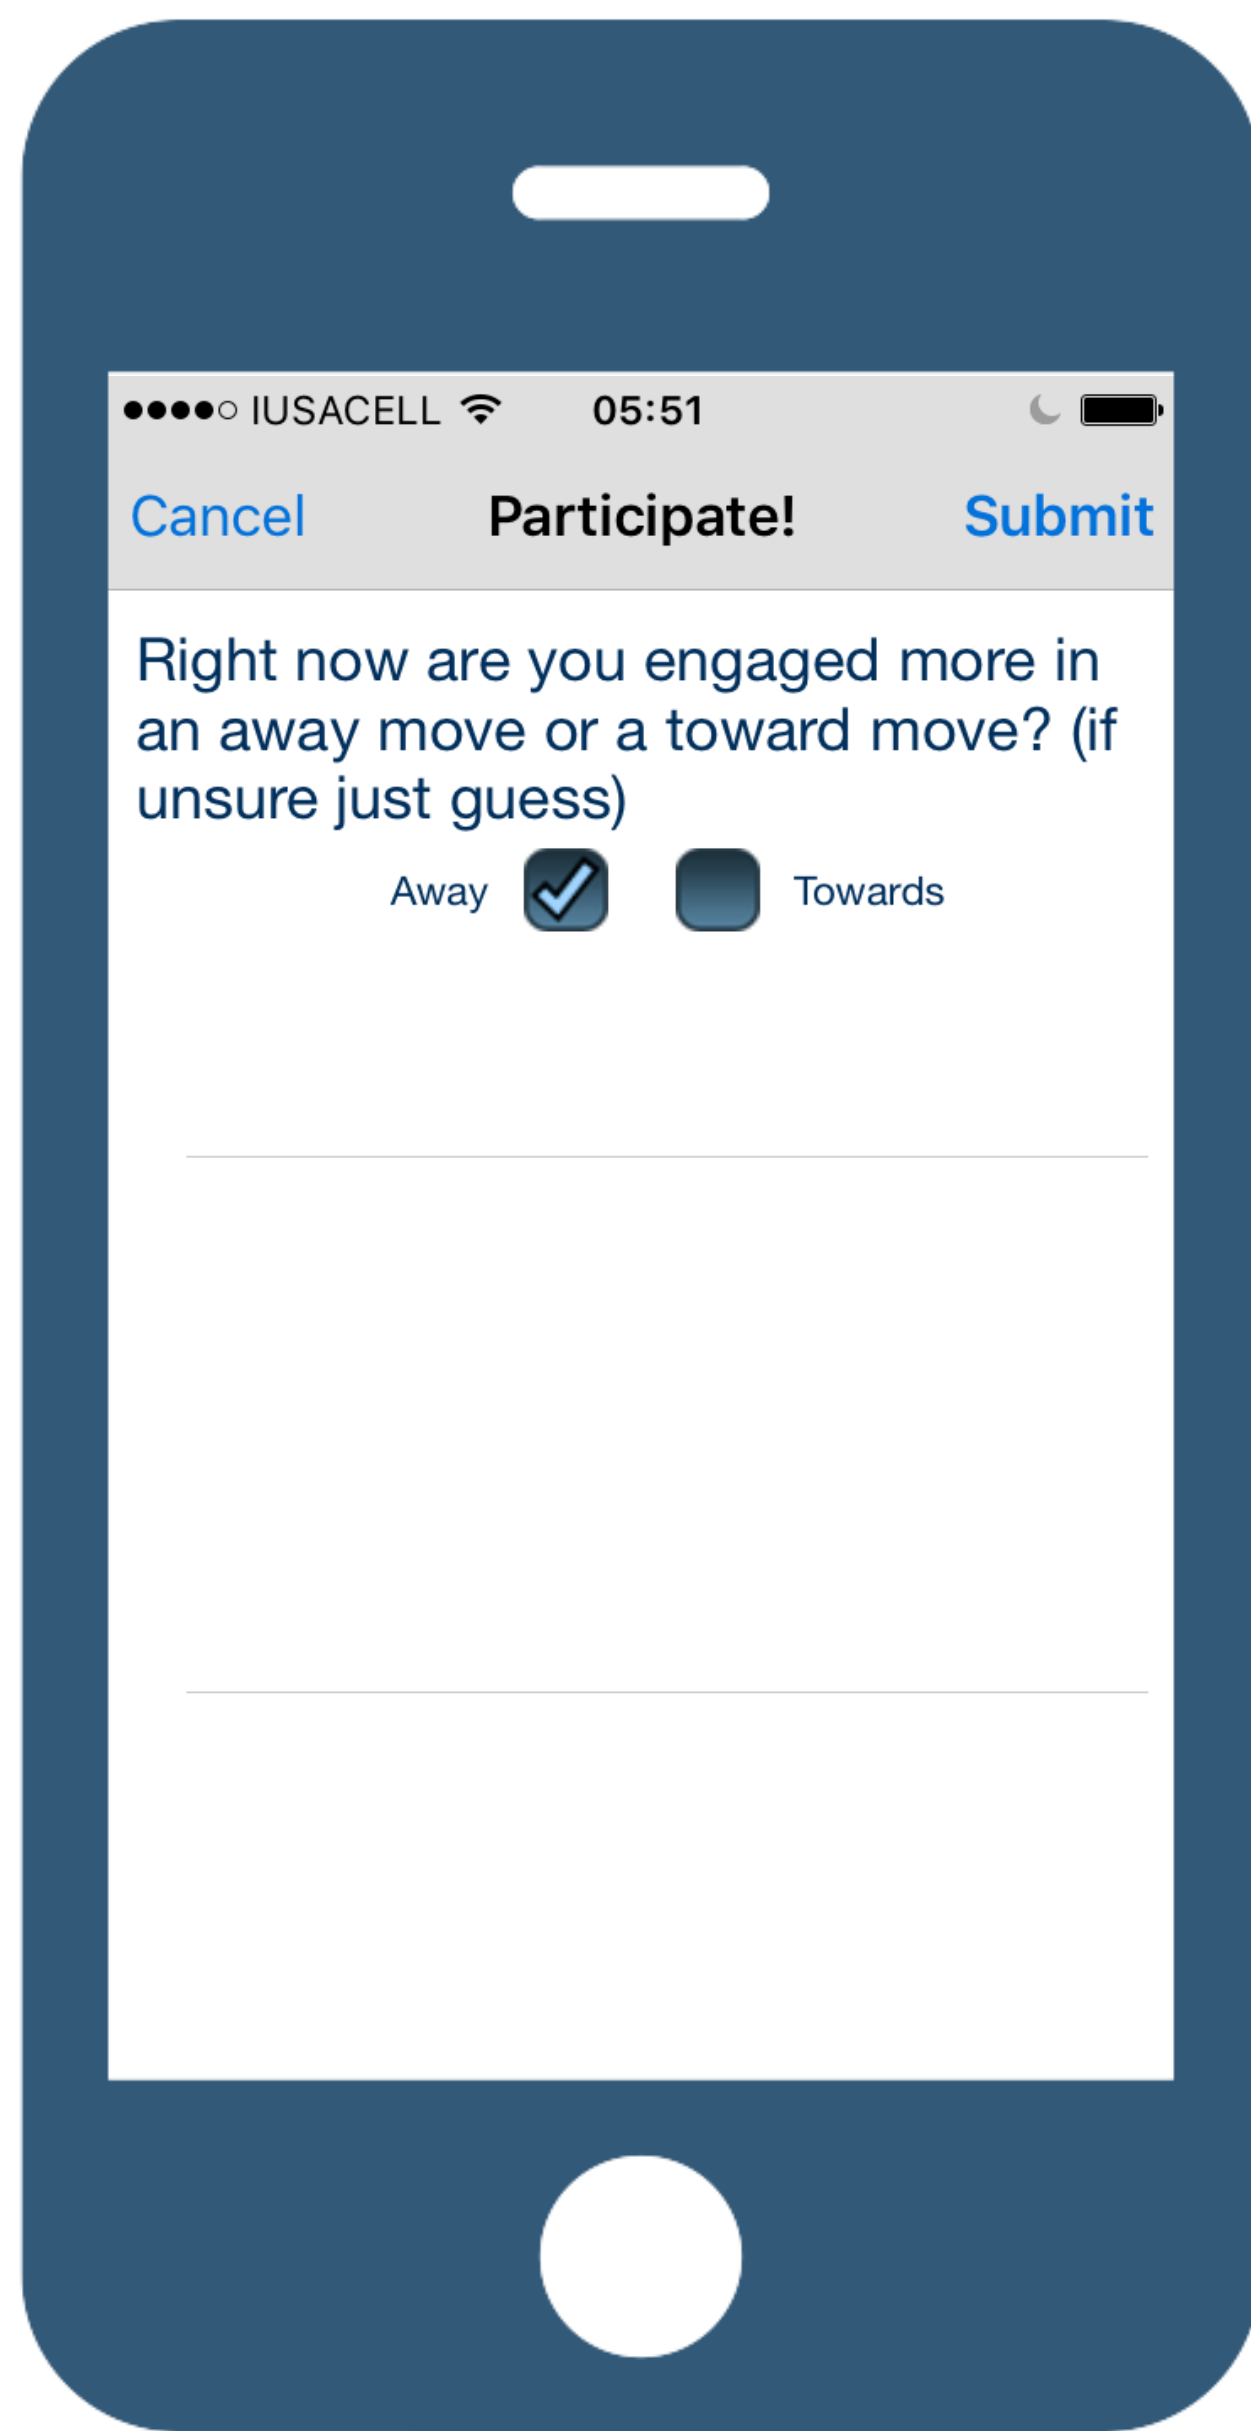 IUSACELL 05:51
Cancel Participate! Submit
Right now are you engaged more in
an away move or a toward move? (if
unsure just guess)
Away Towards